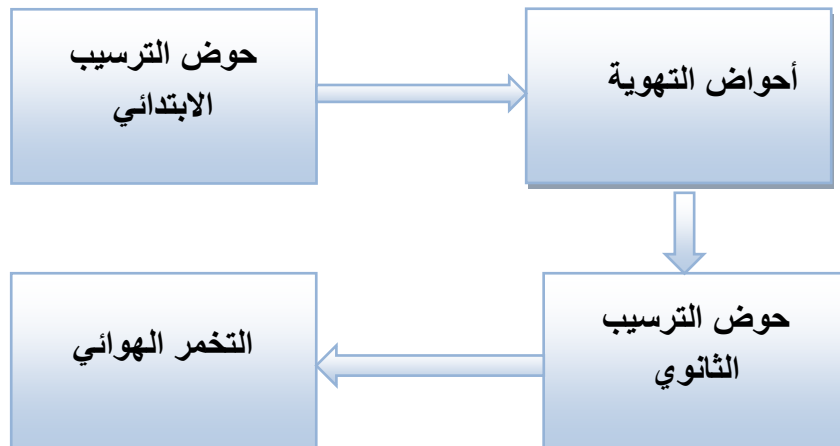 حوض الترسيب
الابتدائي
أحواض التهوية
حوض الترسيب
الثانوي
التخمر الهوائي